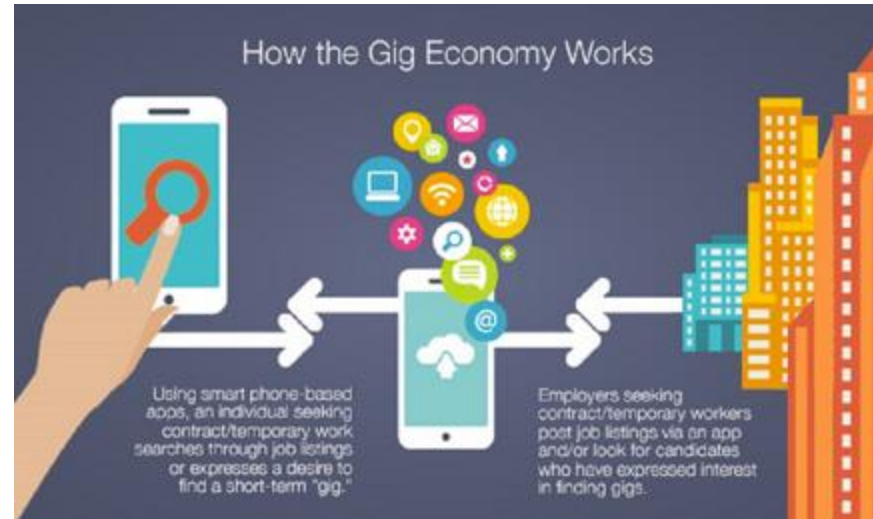 How the Gig Economy Works
@
Using smart phone-based
apps, an individual seeking
contract/temporary work
searches through job listings
or expresses a desire to
find a short-term "gig."
Employers seeking
contract/temporary workers
post job listings via an app
and/or look for candidates
who have expressed interest
in finding gigs.